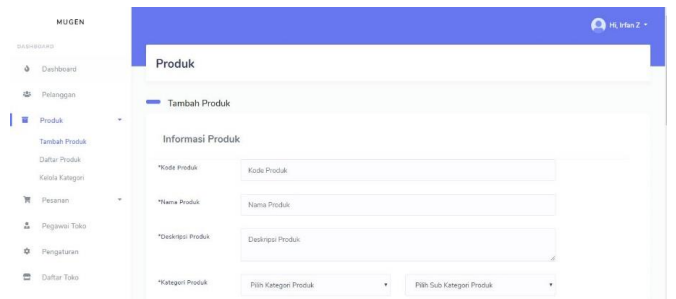 MUGEN
DASHBOARD
Dashboard
Pelanggan
Produk
Tambah Produk
Daftar Produk
Kelola Kategori
Pesanan
Pegawai Toko
Pengaturan
Daftar Toko
Hi, Irfan Z
Produk
Tambah Produk
Informasi Produk
*Kode Produk
Kode Produk
*Nama Produk
Nama Produk
*Deskripsi Produk
Deskripsi Produk
*Kategori Produk
Pilih Kategori Produk
Pilih Sub Kategori Produk